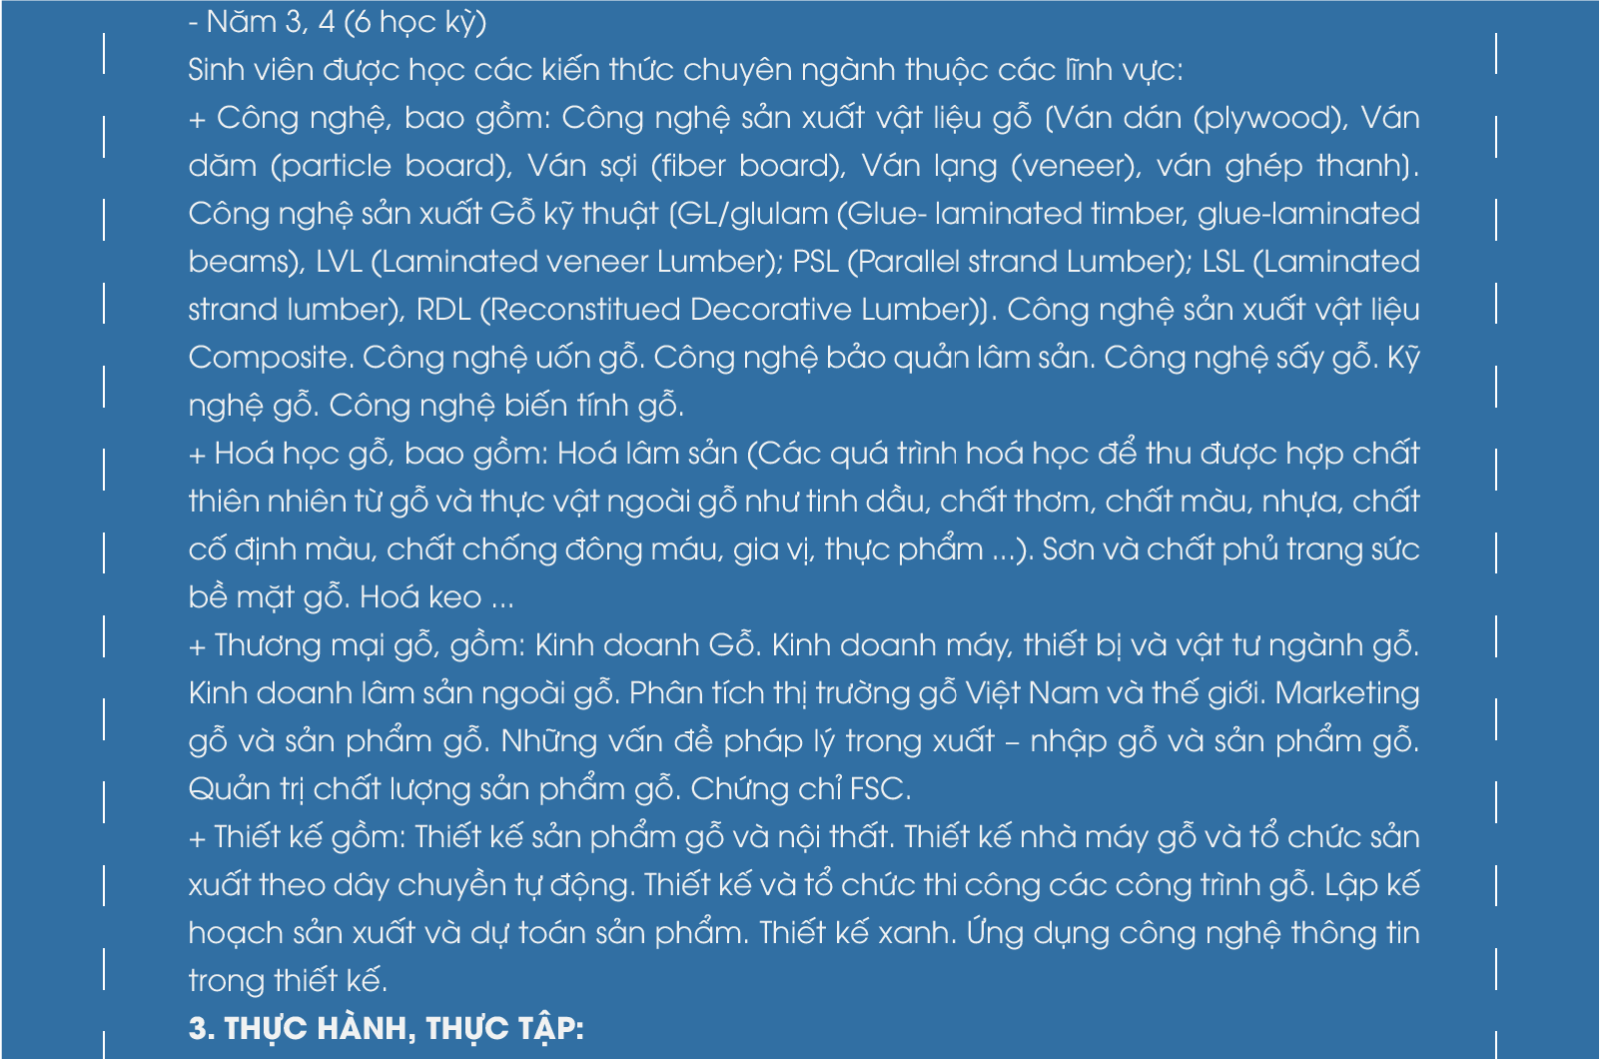 - Năm 3, 4 (6 học kỳ)
Sinh viên được học các kiến thức chuyên ngành thuộc các lĩnh vực:
+ Công nghệ, bao gồm: Công nghệ sản xuất vật liệu gỗ (Ván dán (plywood), Ván
dăm (particle board), Ván sợi (fiber board), Ván lạng (veneer), ván ghép thanh).
Công nghệ sản xuất Gỗ kỹ thuật (GL/glulam (Glue- laminated timber, glue-laminated
beams), LVL (Laminated veneer Lumber); PSL (Parallel strand Lumber); LSL (Laminated
strand lumber), RDL (Reconstitued Decorative Lumber)). Công nghệ sản xuất vật liệu
Composite. Công nghệ uốn gỗ. Công nghệ bảo quản lâm sản. Công nghệ sấy gỗ. Kỹ
nghệ gỗ. Công nghệ biến tính gỗ.
+ Hoá học gỗ, bao gồm: Hoá lâm sản (Các quá trình hoá học để thu được hợp chất
thiên nhiên từ gỗ và thực vật ngoài gỗ như tinh dầu, chất thơm, chất màu, nhựa, chất
cố định màu, chất chống đông máu, gia vị, thực phẩm ...). Sơn và chất phủ trang sức
bề mặt gỗ. Hoá keo ...
+ Thương mại gỗ, gồm: Kinh doanh Gỗ. Kinh doanh máy, thiết bị và vật tư ngành gỗ.
Kinh doanh lâm sản ngoài gỗ. Phân tích thị trường gỗ Việt Nam và thế giới. Marketing
gỗ và sản phẩm gỗ. Những vấn đề pháp lý trong xuất – nhập gỗ và sản phẩm gỗ.
Quản trị chất lượng sản phẩm gỗ. Chứng chỉ FSC.
+ Thiết kế gồm: Thiết kế sản phẩm gỗ và nội thất. Thiết kế nhà máy gỗ và tổ chức sản
xuất theo dây chuyền tự động. Thiết kế và tổ chức thi công các công trình gỗ. Lập kế
hoạch sản xuất và dự toán sản phẩm. Thiết kế xanh. Ứng dụng công nghệ thông tin
trong thiết kế.
3. THỰC HÀNH, THỰC TẬP: